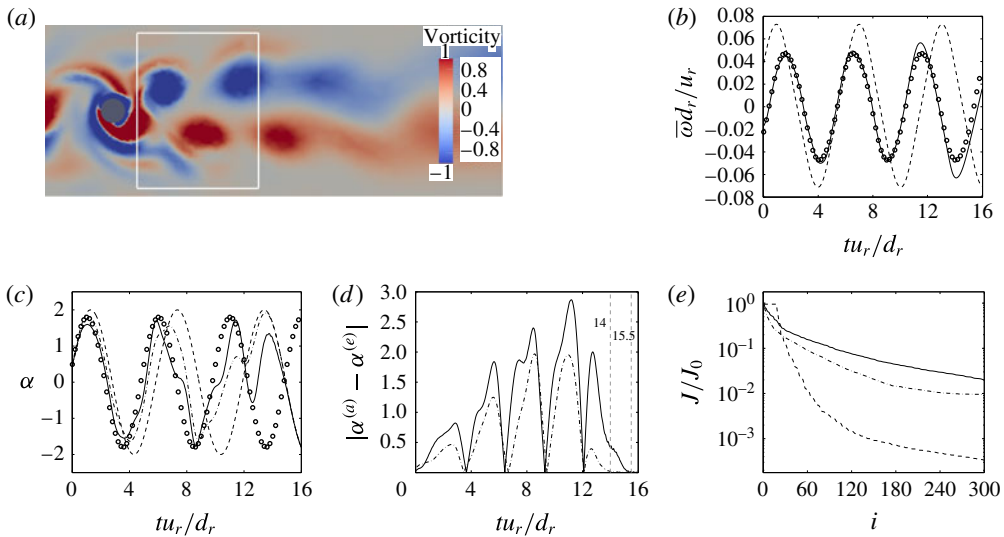 (a)
Vorticity
1
0.8
0.4
0
−0.4
−0.8
−1
(b)
ω̅d_r/u_r
0.08
0.06
0.04
0.02
0
−0.02
−0.04
−0.06
−0.08
0 4 8 12 16
tu_r/d_r
(c)
α
2
1
0
−1
−2
0 4 8 12 16
tu_r/d_r
(d)
|α^(a) − α^(e)|
3.0
2.5
2.0
1.5
1.0
0.5
14
15.5
0 4 8 12 16
tu_r/d_r
(e)
J/J_0
10^0
10^−1
10^−2
10^−3
0 60 120 180 240 300
i